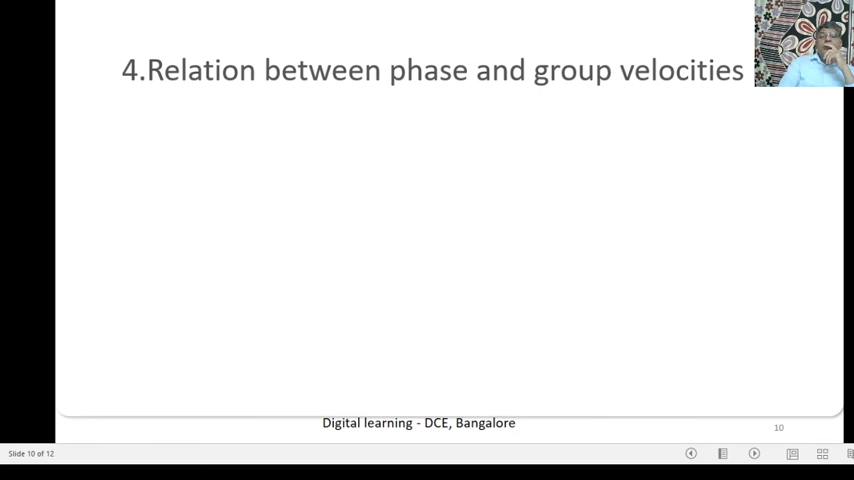 4.Relation between phase and group velocities
Digital learning - DCE, Bangalore
10
Slide 10 of 12